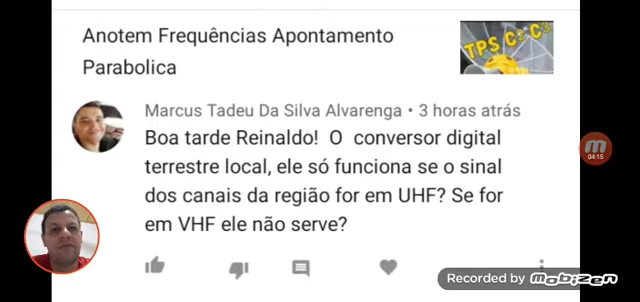 Anotem Frequências Apontamento
Parabolica
TPS C2 C3
Marcus Tadeu Da Silva Alvarenga • 3 horas atrás
Boa tarde Reinaldo! O conversor digital
terrestre local, ele só funciona se o sinal
dos canais da região for em UHF? Se for
em VHF ele não serve?
04:15
Recorded by mobizen